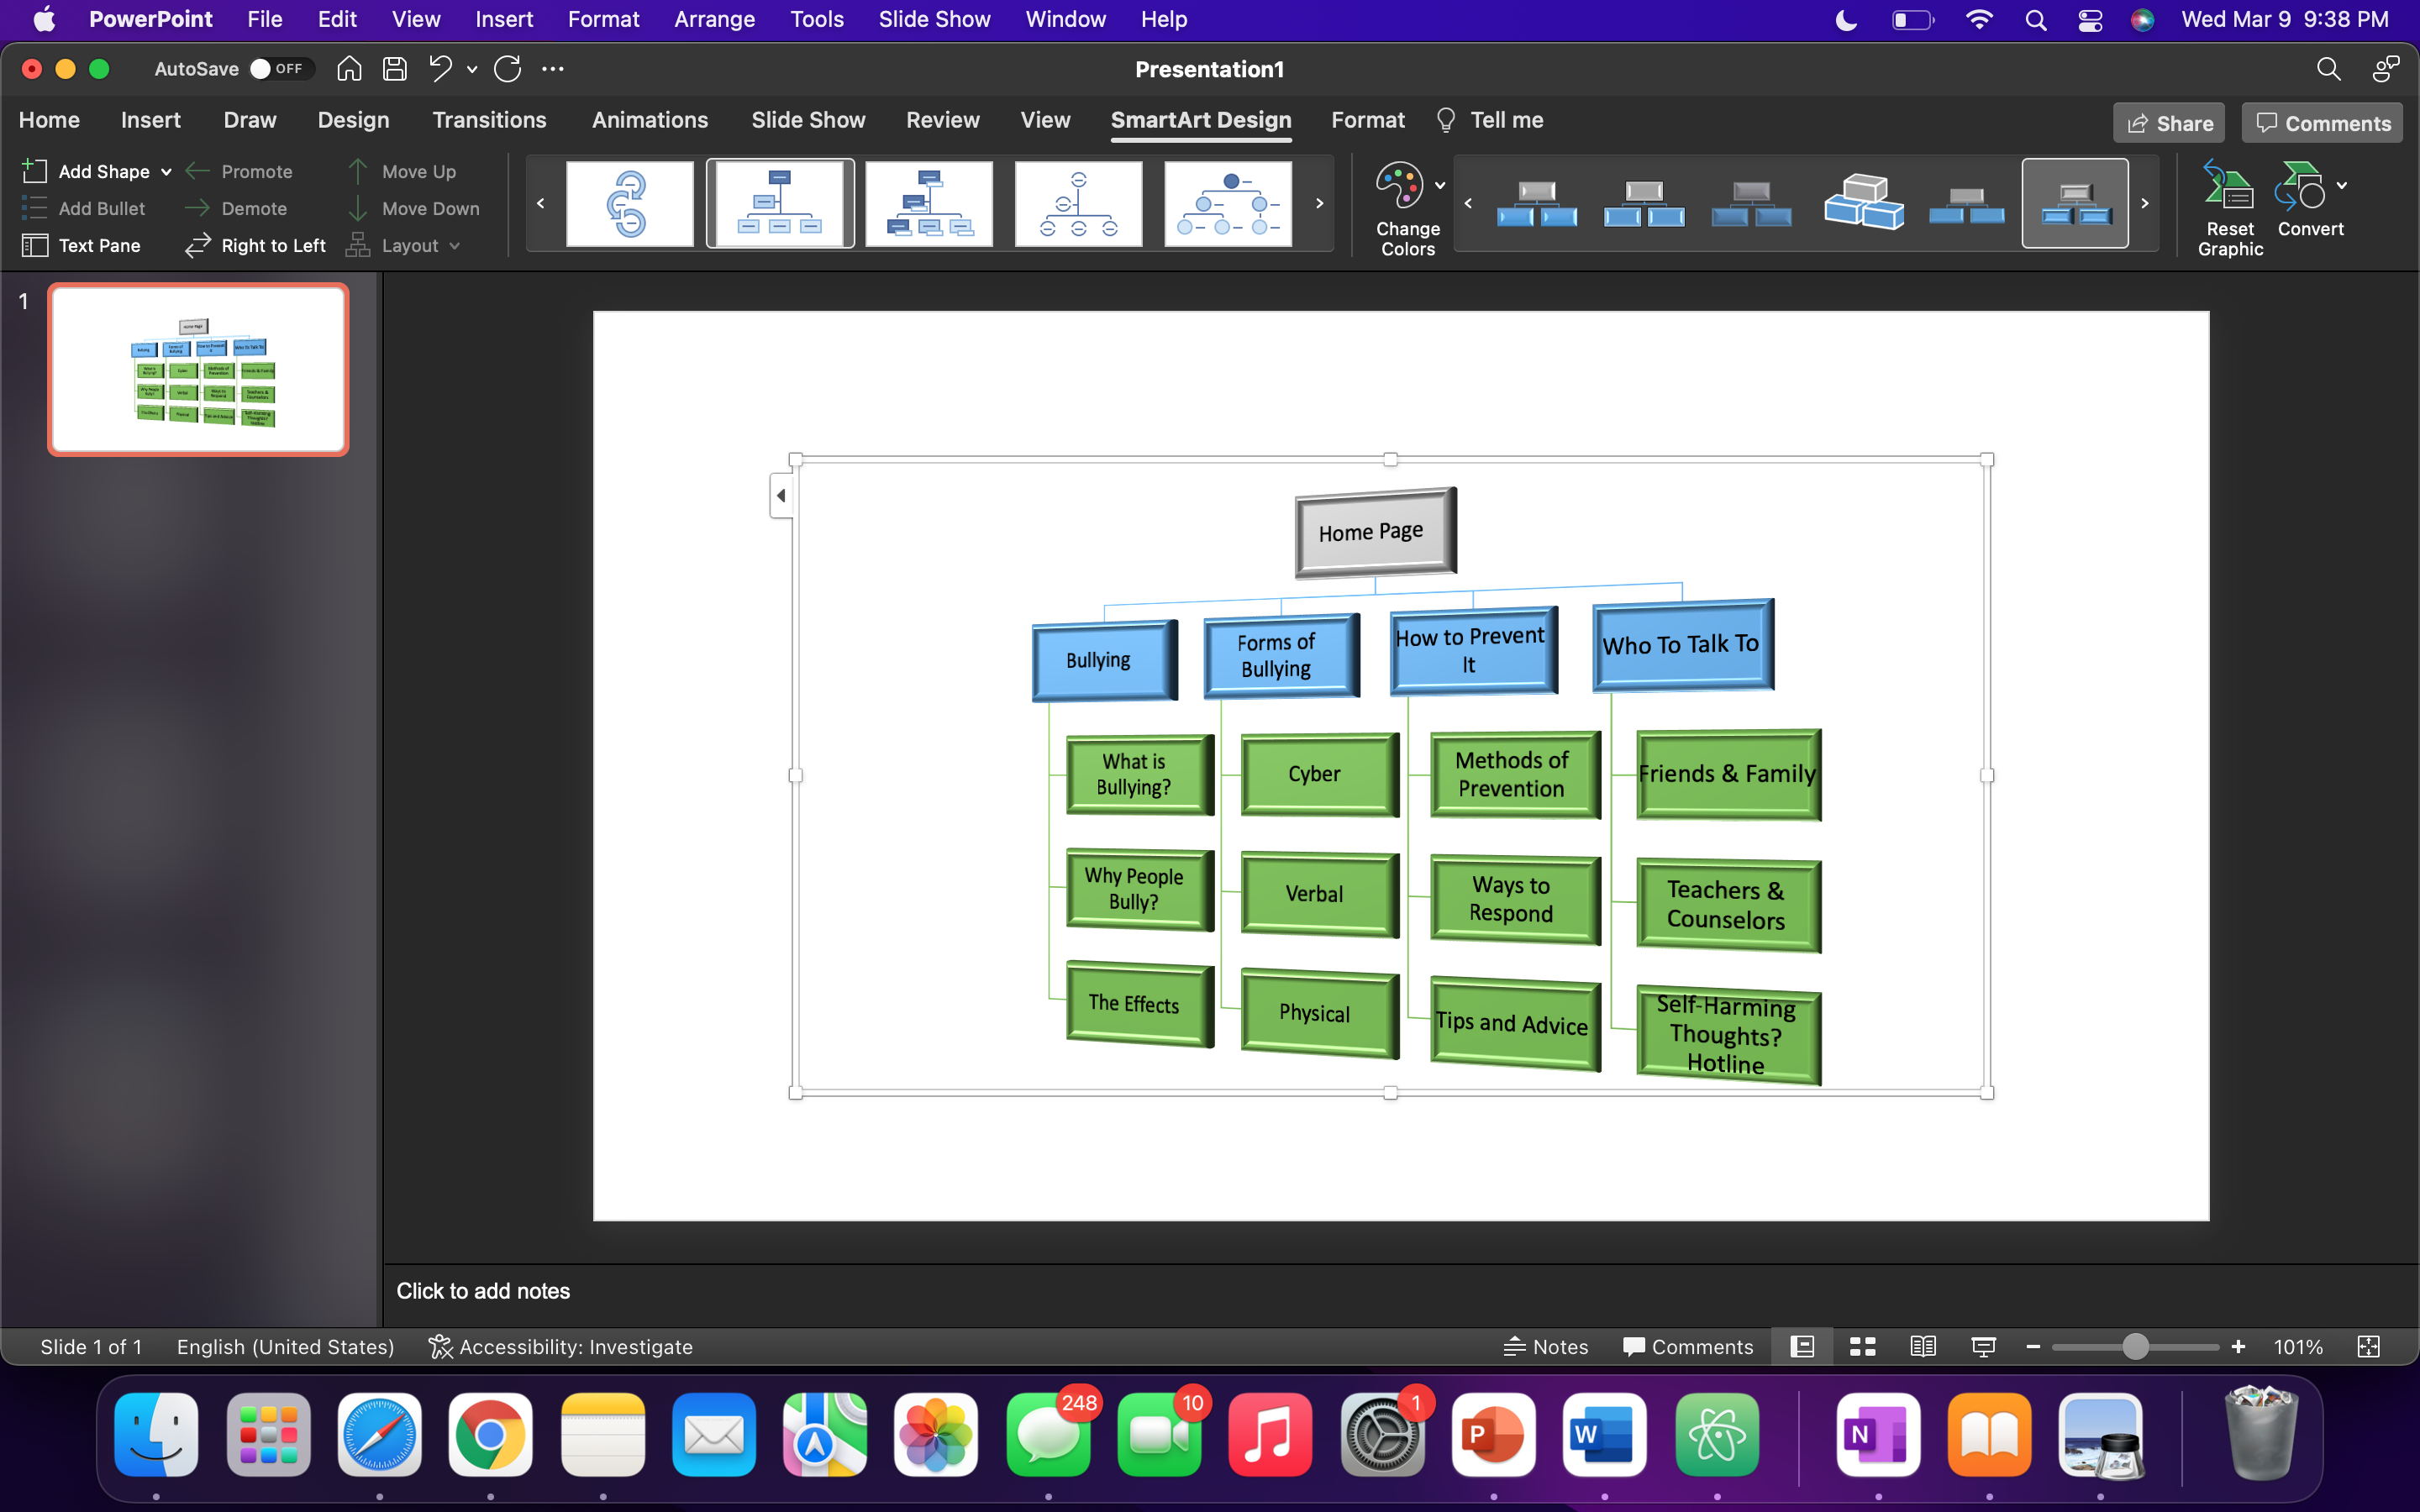 PowerPoint File Edit View Insert Format Arrange Tools Slide Show Window Help Wed Mar 9 9:38 PM
AutoSave OFF Presentation1
Home Insert Draw Design Transitions Animations Slide Show Review View SmartArt Design Format Tell me Share Comments
Add Shape Promote Move Up
Add Bullet Demote Move Down
Text Pane Right to Left Layout
Change
Colors
Reset
Graphic
Convert
1
Home Page
Bullying
Forms of
Bullying
How to Prevent
It
Who To Talk To
What is
Bullying?
Cyber
Methods of
Prevention
Friends & Family
Why People
Bully?
Verbal
Ways to
Respond
Teachers &
Counselors
The Effects
Physical
Tips and Advice
Self-Harming
Thoughts?
Hotline
Click to add notes
Slide 1 of 1 English (United States) Accessibility: Investigate Notes Comments 101%
248 10 1
P W N